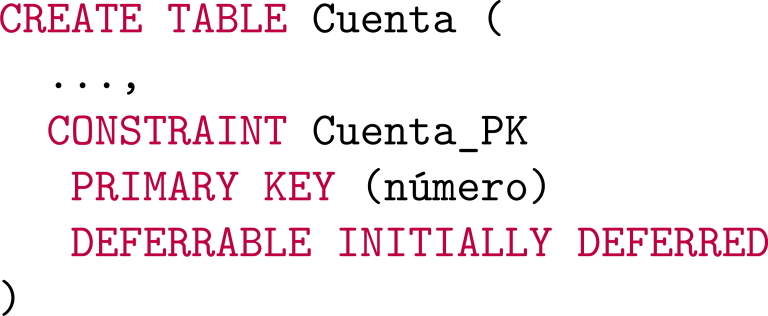 CREATE TABLE Cuenta (
...,
CONSTRAINT Cuenta_PK
PRIMARY KEY (número)
DEFERRABLE INITIALLY DEFERRED
)